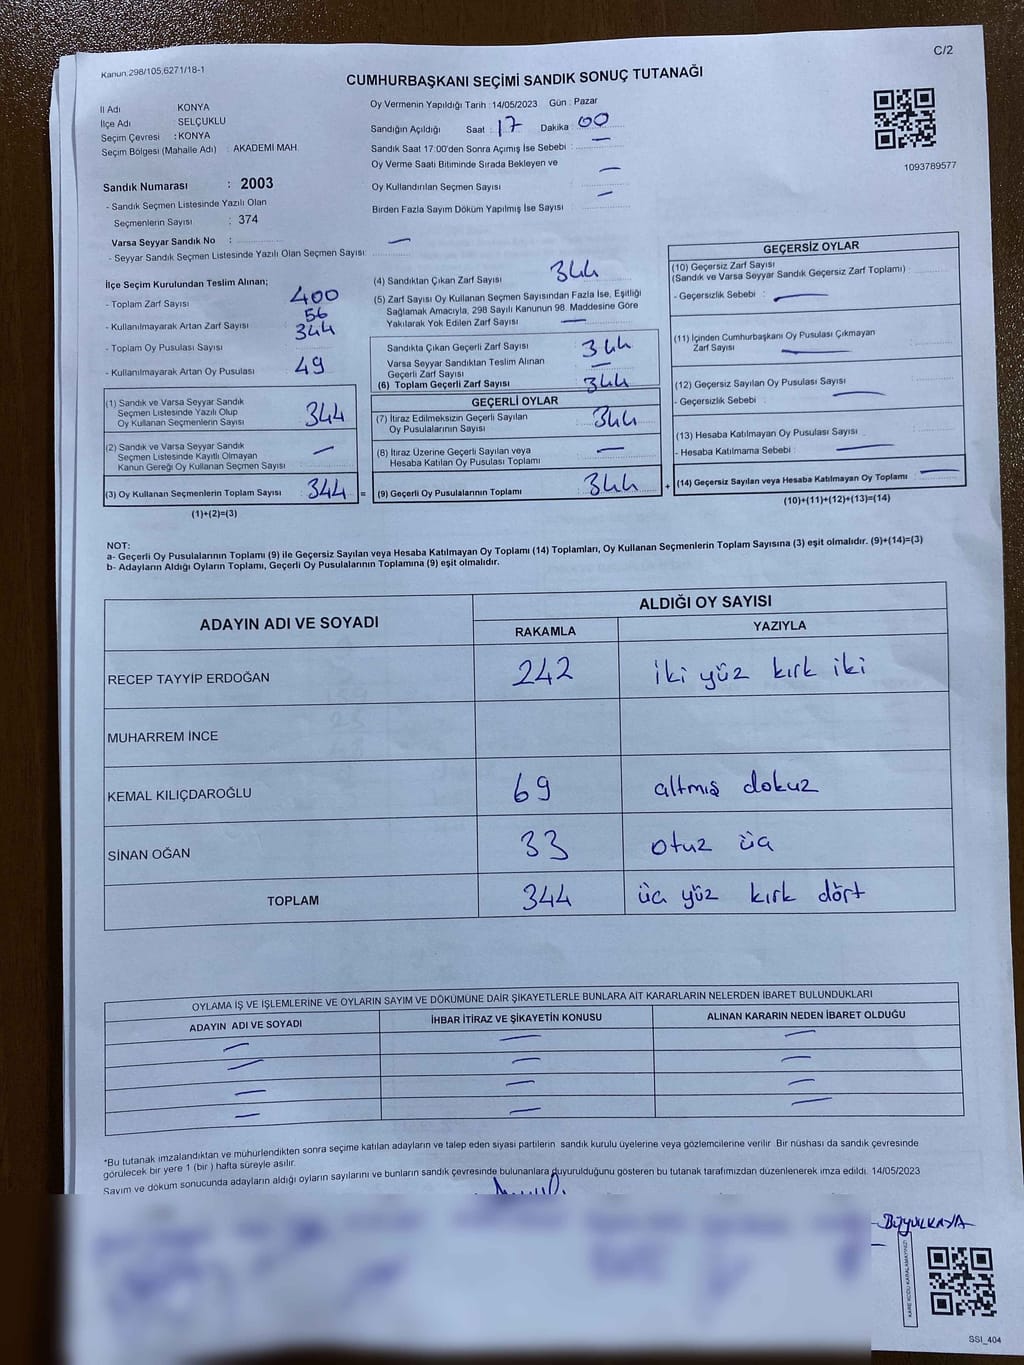 C/2
Kanun,298/105,6271/18-1
CUMHURBAŞKANI SEÇİMİ SANDIK SONUÇ TUTANAĞI
İl Adı KONYA
İlçe Adı SELÇUKLU
Seçim Çevresi : KONYA
Seçim Bölgesi (Mahalle Adı) : AKADEMİ MAH.
Oy Vermenin Yapıldığı Tarih : 14/05/2023 Gün : Pazar
Sandığın Açıldığı Saat : 17 Dakika : 00
Sandık Saat 17:00'den Sonra Açımış İse Sebebi : —
Oy Verme Saati Bitiminde Sırada Bekleyen ve
Oy Kullandırılan Seçmen Sayısı : —
Birden Fazla Sayım Döküm Yapılmış İse Sayısı : —
1093789577
Sandık Numarası : 2003
- Sandık Seçmen Listesinde Yazılı Olan
Seçmenlerin Sayısı : 374
Varsa Seyyar Sandık No :
- Seyyar Sandık Seçmen Listesinde Yazılı Olan Seçmen Sayısı: —
İlçe Seçim Kurulundan Teslim Alınan;
- Toplam Zarf Sayısı 400
- Kullanılmayarak Artan Zarf Sayısı : 56
- Toplam Oy Pusulası Sayısı : 344
- Kullanılmayarak Artan Oy Pusulası : 49
(1) Sandık ve Varsa Seyyar Sandık
Seçmen Listesinde Yazılı Olup
Oy Kullanan Seçmenlerin Sayısı : 344
(2) Sandık ve Varsa Seyyar Sandık
Seçmen Listesinde Kayıtlı Olmayan
Kanun Gereği Oy Kullanan Seçmen Sayısı : —
(3) Oy Kullanan Seçmenlerin Toplam Sayısı : 344 =
(1)+(2)=(3)
(4) Sandıktan Çıkan Zarf Sayısı : 344
(5) Zarf Sayısı Oy Kullanan Seçmen Sayısından Fazla İse, Eşitliği
Sağlamak Amacıyla, 298 Sayılı Kanunun 98. Maddesine Göre
Yakılarak Yok Edilen Zarf Sayısı : —
Sandıkta Çıkan Geçerli Zarf Sayısı : 344
Varsa Seyyar Sandıktan Teslim Alınan
Geçerli Zarf Sayısı : —
(6) Toplam Geçerli Zarf Sayısı : 344
GEÇERLİ OYLAR
(7) İtiraz Edilmeksizin Geçerli Sayılan
Oy Pusulalarının Sayısı : 344
(8) İtiraz Üzerine Geçerli Sayılan veya
Hesaba Katılan Oy Pusulası Toplamı : —
(9) Geçerli Oy Pusulalarının Toplamı : 344 +
GEÇERSİZ OYLAR
(10) Geçersiz Zarf Sayısı
(Sandık ve Varsa Seyyar Sandık Geçersiz Zarf Toplamı) :
- Geçersizlik Sebebi : —
(11) İçinden Cumhurbaşkanı Oy Pusulası Çıkmayan
Zarf Sayısı : —
(12) Geçersiz Sayılan Oy Pusulası Sayısı :
- Geçersizlik Sebebi : —
(13) Hesaba Katılmayan Oy Pusulası Sayısı :
- Hesaba Katılmama Sebebi : —
(14) Geçersiz Sayılan veya Hesaba Katılmayan Oy Toplamı : —
(10)+(11)+(12)+(13)=(14)
NOT:
a- Geçerli Oy Pusulalarının Toplamı (9) ile Geçersiz Sayılan veya Hesaba Katılmayan Oy Toplamı (14) Toplamları, Oy Kullanan Seçmenlerin Toplam Sayısına (3) eşit olmalıdır. (9)+(14)=(3)
b- Adayların Aldığı Oyların Toplamı, Geçerli Oy Pusulalarının Toplamına (9) eşit olmalıdır.
ADAYIN ADI VE SOYADI ALDIĞI OY SAYISI
RAKAMLA YAZIYLA
RECEP TAYYİP ERDOĞAN 242 iki yüz kırk iki
MUHARREM İNCE
KEMAL KILIÇDAROĞLU 69 altmış dokuz
SİNAN OĞAN 33 otuz üç
TOPLAM 344 üç yüz kırk dört
OYLAMA İŞ VE İŞLEMLERİNE VE OYLARIN SAYIM VE DÖKÜMÜNE DAİR ŞİKAYETLERLE BUNLARA AİT KARARLARIN NELERDEN İBARET BULUNDUKLARI
ADAYIN ADI VE SOYADI İHBAR İTİRAZ VE ŞİKAYETİN KONUSU ALINAN KARARIN NEDEN İBARET OLDUĞU
— — —
— — —
— — —
— — —
*Bu tutanak imzalandıktan ve mühürlendikten sonra seçime katılan adayların ve talep eden siyasi partilerin sandık kurulu üyelerine veya gözlemcilerine verilir. Bir nüshası da sandık çevresinde
görülecek bir yere 1 (bir) hafta süreyle asılır.
Sayım ve döküm sonucunda adayların aldığı oyların sayılarını ve bunların sandık çevresinde bulunanlara duyurulduğunu gösteren bu tutanak tarafımızdan düzenlenerek imza edildi. 14/05/2023
BÜYÜKKAYA
KARE KODU KARALAMAYINIZ!
SSI_404